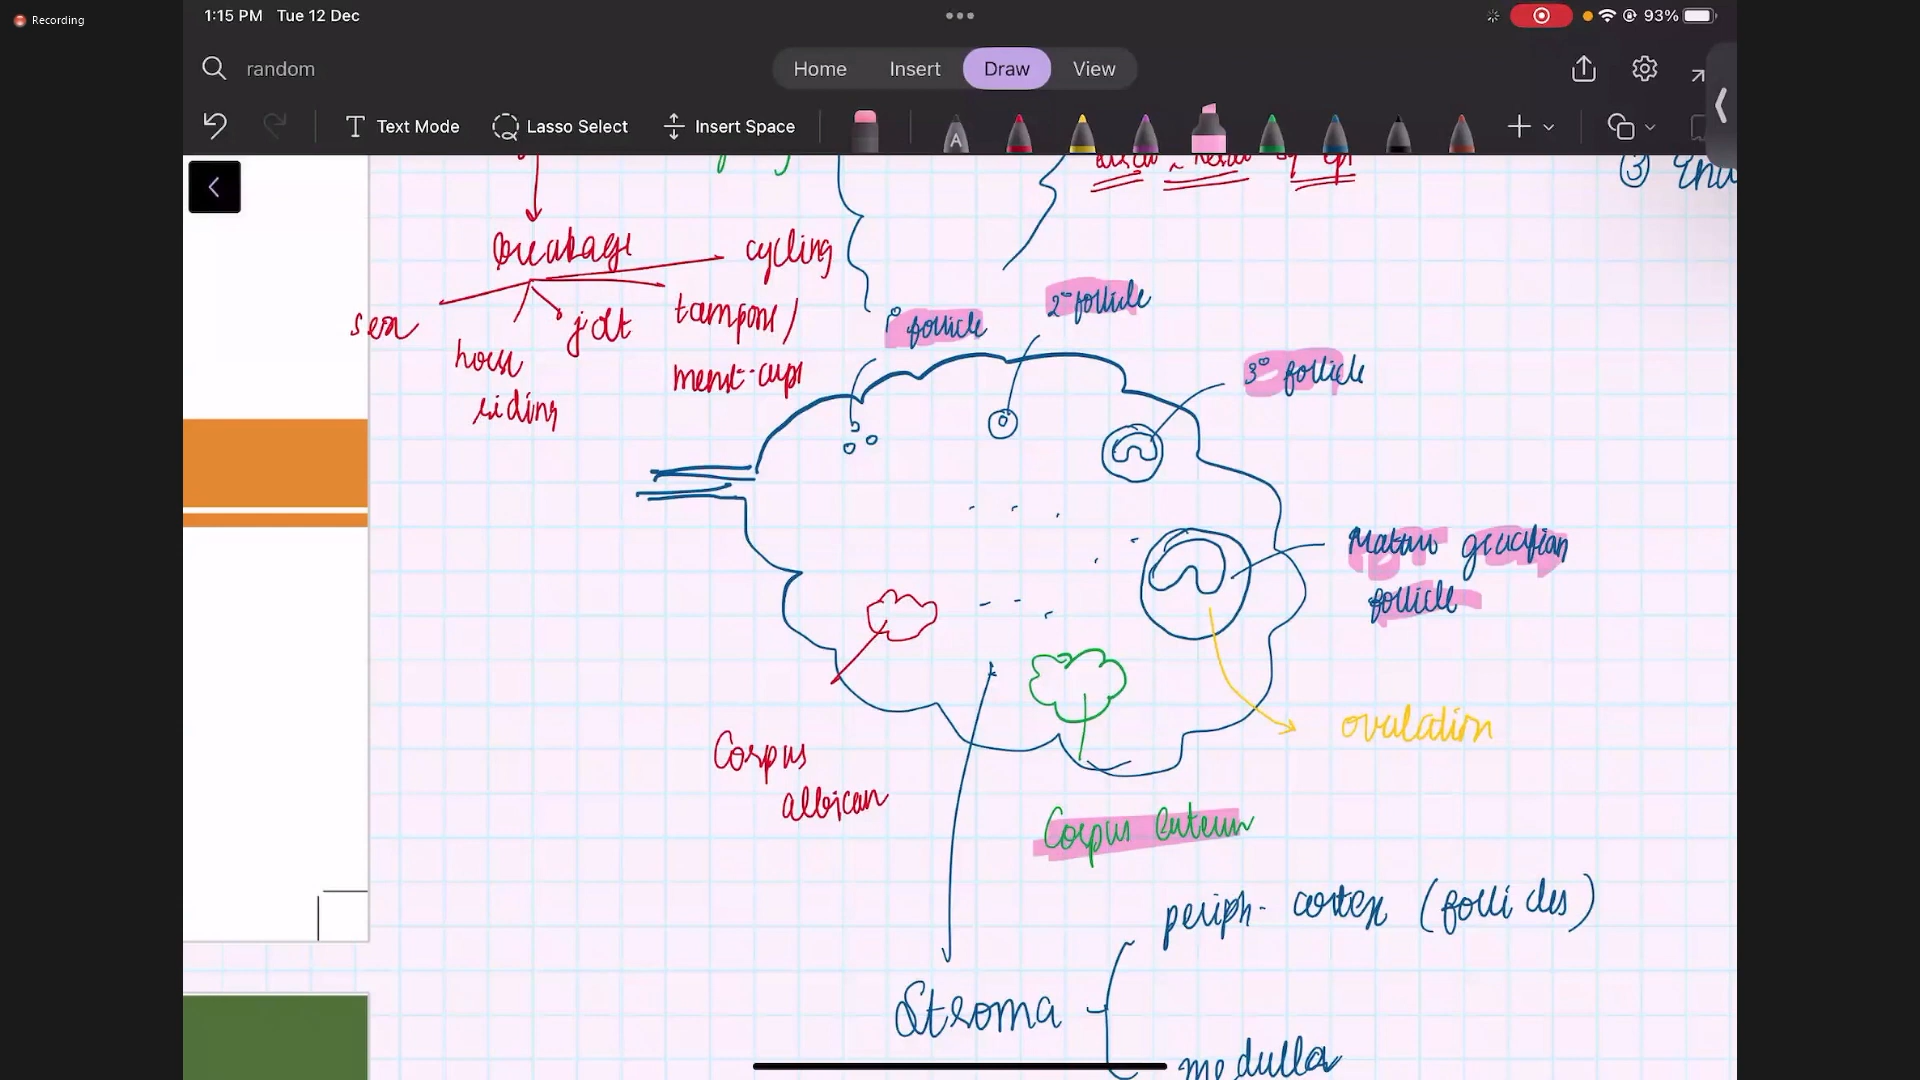 Recording
1:15 PM Tue 12 Dec
93%
random
Home Insert Draw View
Text Mode Lasso Select Insert Space
A
③
breakage
cycling
sex
jolt
tampons /
horse
riding
menst-cups
1° follicle
2° follicle
3° follicle
Mature graafian
follicle
ovulation
Corpus
albican
Corpus luteum
periph- cortex (follicles)
Stroma
medulla